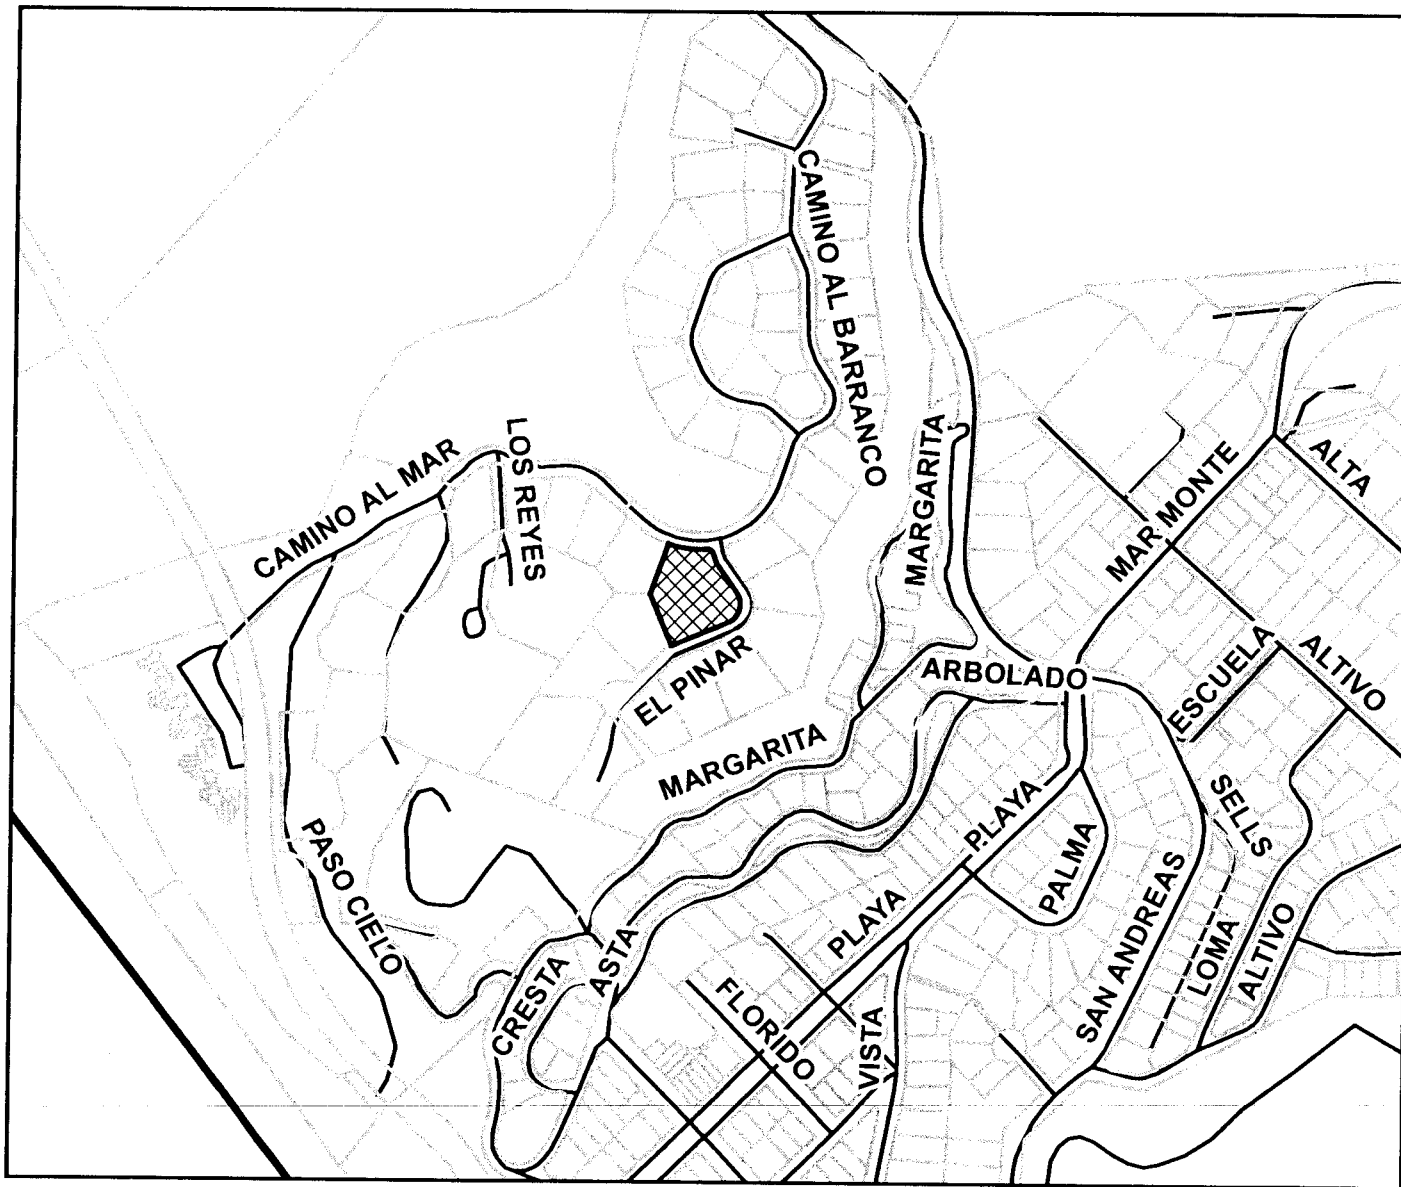 CAMINO AL BARRANCO
LOS REYES
CAMINO AL MAR
MARGARITA
ALTA
MAR MONTE
ESCUELA
ALTIVO
ARBOLADO
EL PINAR
MARGARITA
SELLS
PLAYA
PALMA
PASO CIELO
PLAYA
SAN ANDREAS
LOMA
ALTIVO
CRESTA
ASTA
FLORIDO
VISTA